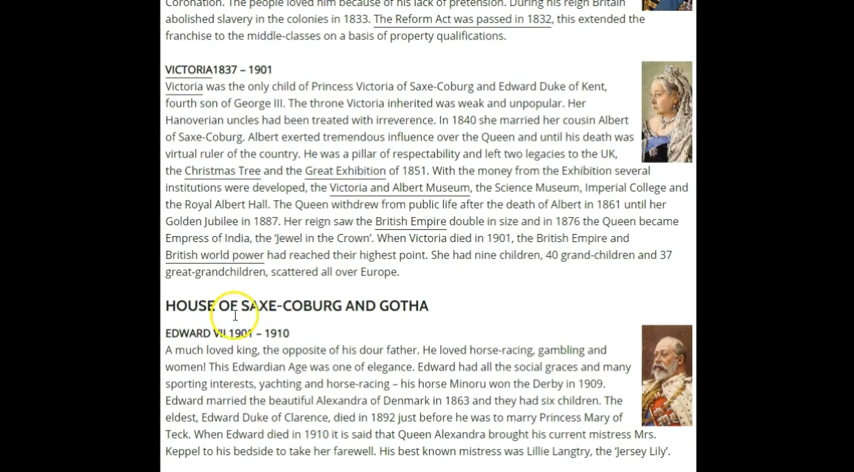 Coronation. The people loved him because of his lack of pretension. During his reign Britain
abolished slavery in the colonies in 1833. The Reform Act was passed in 1832, this extended the
franchise to the middle-classes on a basis of property qualifications.
VICTORIA1837 – 1901
Victoria was the only child of Princess Victoria of Saxe-Coburg and Edward Duke of Kent,
fourth son of George III. The throne Victoria inherited was weak and unpopular. Her
Hanoverian uncles had been treated with irreverence. In 1840 she married her cousin Albert
of Saxe-Coburg. Albert exerted tremendous influence over the Queen and until his death was
virtual ruler of the country. He was a pillar of respectability and left two legacies to the UK,
the Christmas Tree and the Great Exhibition of 1851. With the money from the Exhibition several
institutions were developed, the Victoria and Albert Museum, the Science Museum, Imperial College and
the Royal Albert Hall. The Queen withdrew from public life after the death of Albert in 1861 until her
Golden Jubilee in 1887. Her reign saw the British Empire double in size and in 1876 the Queen became
Empress of India, the ‘Jewel in the Crown’. When Victoria died in 1901, the British Empire and
British world power had reached their highest point. She had nine children, 40 grand-children and 37
great-grandchildren, scattered all over Europe.
HOUSE OF SAXE-COBURG AND GOTHA
EDWARD VII 1901 – 1910
A much loved king, the opposite of his dour father. He loved horse-racing, gambling and
women! This Edwardian Age was one of elegance. Edward had all the social graces and many
sporting interests, yachting and horse-racing – his horse Minoru won the Derby in 1909.
Edward married the beautiful Alexandra of Denmark in 1863 and they had six children. The
eldest, Edward Duke of Clarence, died in 1892 just before he was to marry Princess Mary of
Teck. When Edward died in 1910 it is said that Queen Alexandra brought his current mistress Mrs.
Keppel to his bedside to take her farewell. His best known mistress was Lillie Langtry, the ‘Jersey Lily’.